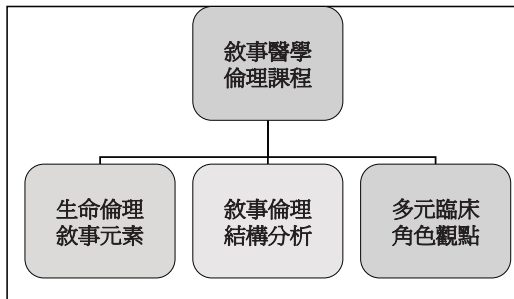 敘事醫學
倫理課程
生命倫理
敘事元素
敘事倫理
結構分析
多元臨床
角色觀點